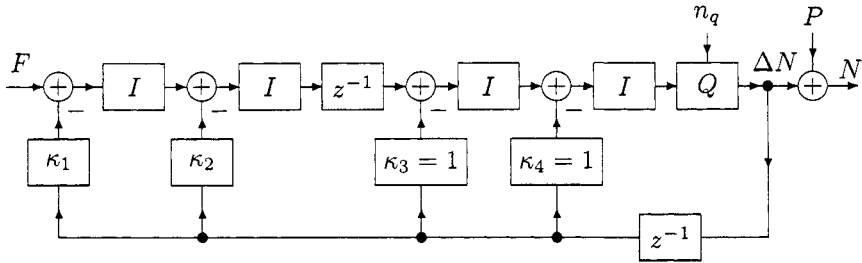 n_q
P
F
I
I
z^{-1}
I
I
Q
ΔN
N
−
−
−
−
κ_1
κ_2
κ_3 = 1
κ_4 = 1
z^{-1}